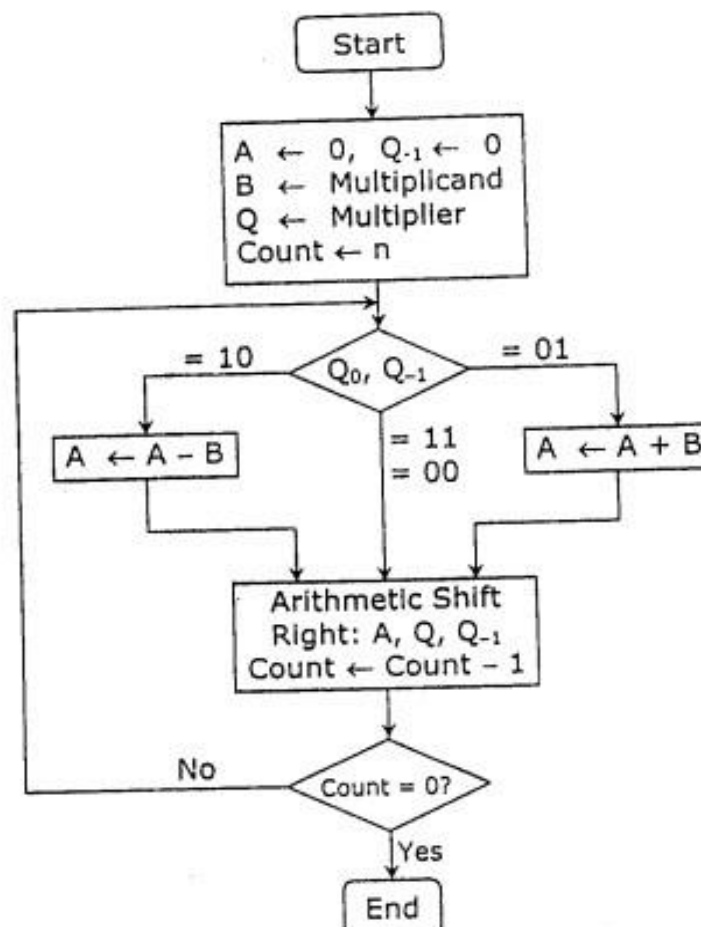 Start
A ← 0, Q₋₁ ← 0
B ← Multiplicand
Q ← Multiplier
Count ← n
= 10
Q₀, Q₋₁
= 01
= 11
= 00
A ← A – B
A ← A + B
Arithmetic Shift
Right: A, Q, Q₋₁
Count ← Count – 1
No
Count = 0?
Yes
End